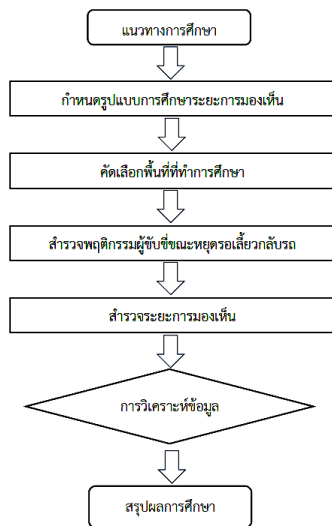 แนวทางการศึกษา
กำหนดรูปแบบการศึกษาระยะการมองเห็น
คัดเลือกพื้นที่ที่ทำการศึกษา
สำรวจพฤติกรรมผู้ขับขี่ขณะหยุดรอเลี้ยวกลับรถ
สำรวจระยะการมองเห็น
การวิเคราะห์ข้อมูล
สรุปผลการศึกษา